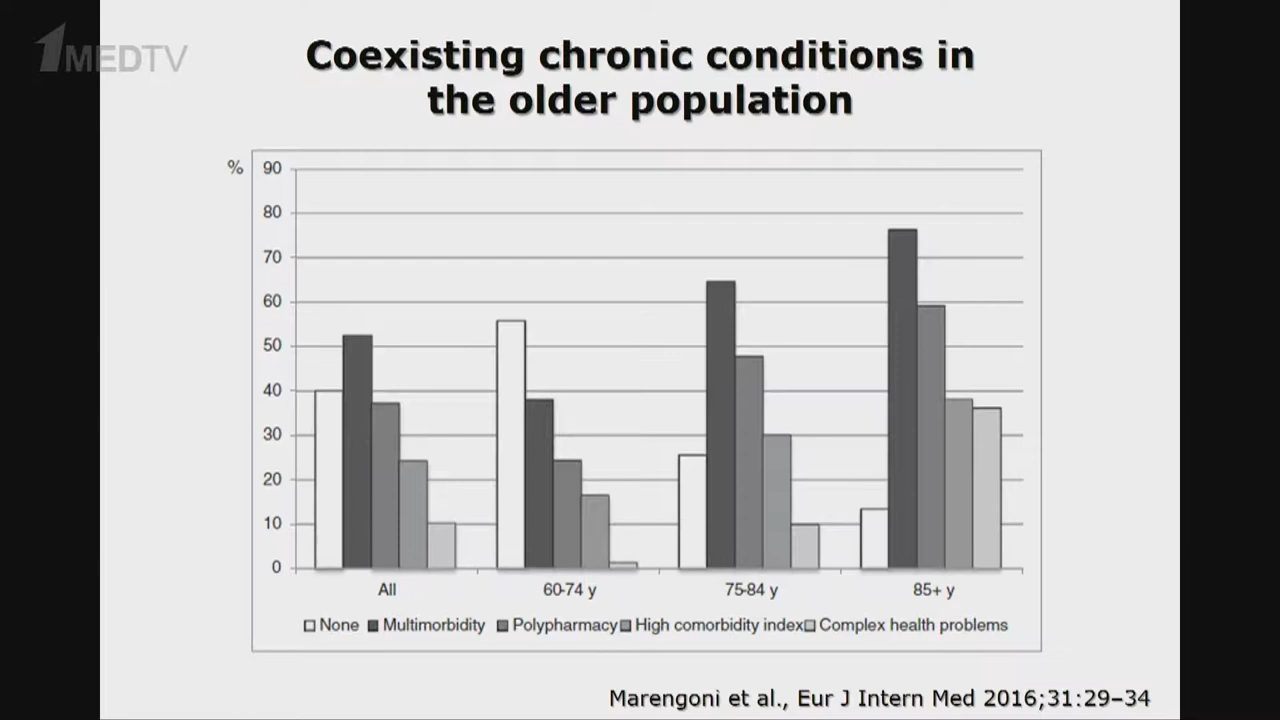 1MEDTV
Coexisting chronic conditions in
the older population
%
90
80
70
60
50
40
30
20
10
0
All 60-74 y 75-84 y 85+ y
None Multimorbidity Polypharmacy High comorbidity index Complex health problems
Marengoni et al., Eur J Intern Med 2016;31:29–34